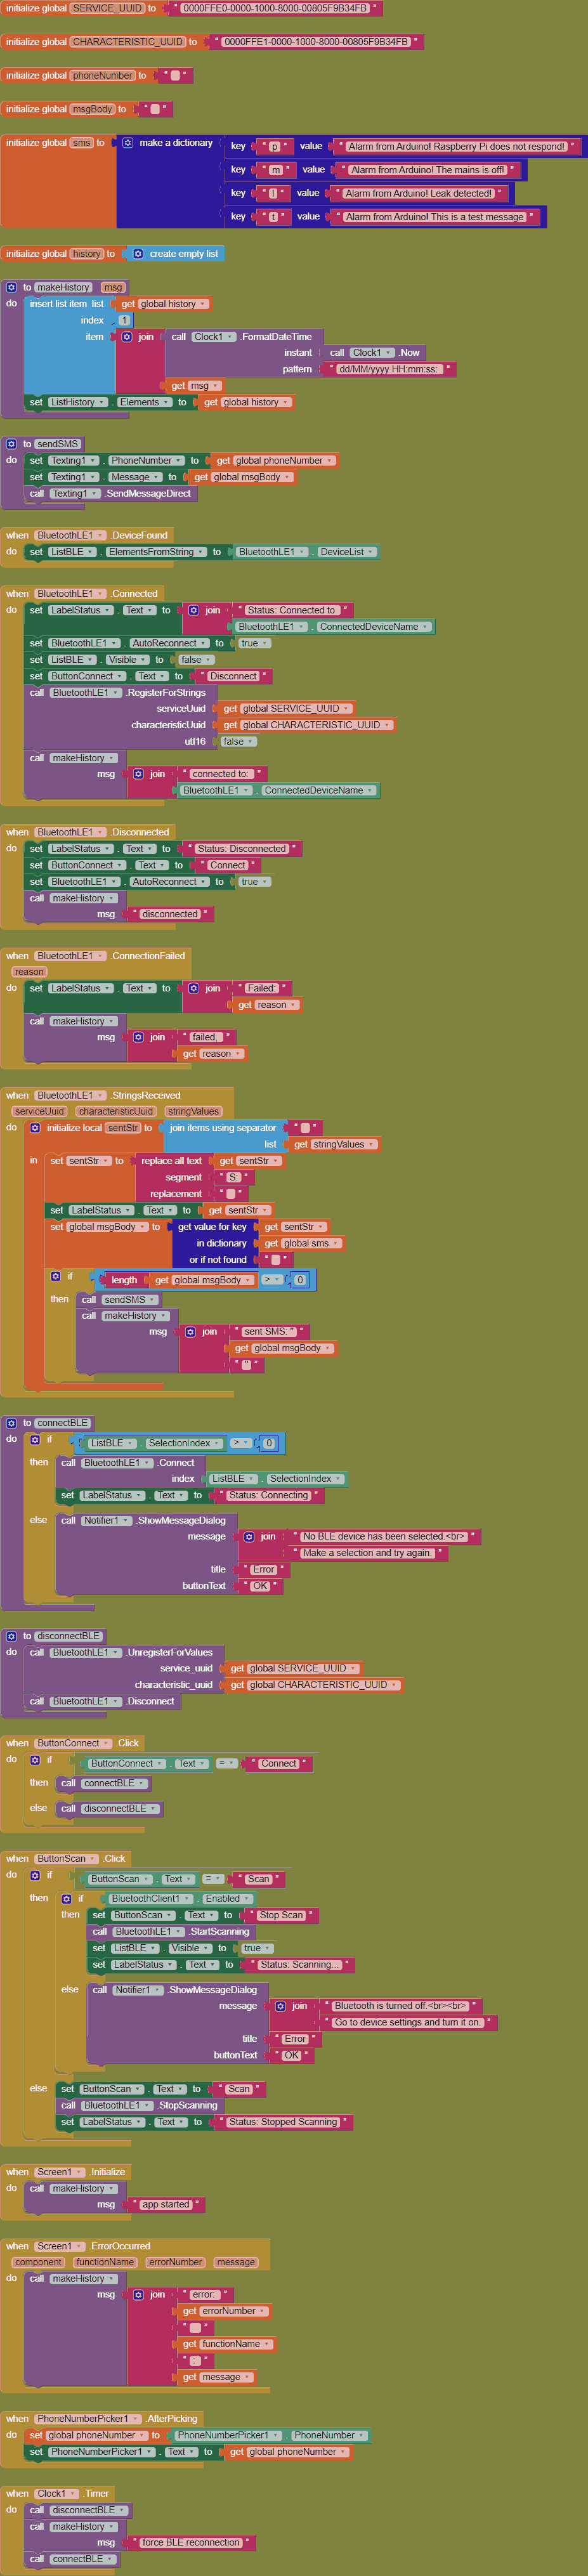 initialize global SERVICE_UUID to " 0000FFE0-0000-1000-8000-00805F9B34FB "
initialize global CHARACTERISTIC_UUID to " 0000FFE1-0000-1000-8000-00805F9B34FB "
initialize global phoneNumber to " "
initialize global msgBody to " "
initialize global sms to make a dictionary key " p " value " Alarm from Arduino! Raspberry Pi does not respond! "
key " m " value " Alarm from Arduino! The mains is off! "
key " l " value " Alarm from Arduino! Leak detected! "
key " t " value " Alarm from Arduino! This is a test message "
initialize global history to create empty list
to makeHistory msg
do insert list item list get global history
index 1
item join call Clock1 .FormatDateTime
instant call Clock1 .Now
pattern " dd/MM/yyyy HH:mm:ss: "
get msg
set ListHistory . Elements to get global history
to sendSMS
do set Texting1 . PhoneNumber to get global phoneNumber
set Texting1 . Message to get global msgBody
call Texting1 .SendMessageDirect
when BluetoothLE1 .DeviceFound
do set ListBLE . ElementsFromString to BluetoothLE1 . DeviceList
when BluetoothLE1 .Connected
do set LabelStatus . Text to join " Status: Connected to "
BluetoothLE1 . ConnectedDeviceName
set BluetoothLE1 . AutoReconnect to true
set ListBLE . Visible to false
set ButtonConnect . Text to " Disconnect "
call BluetoothLE1 .RegisterForStrings
serviceUuid get global SERVICE_UUID
characteristicUuid get global CHARACTERISTIC_UUID
utf16 false
call makeHistory
msg join " connected to: "
BluetoothLE1 . ConnectedDeviceName
when BluetoothLE1 .Disconnected
do set LabelStatus . Text to " Status: Disconnected "
set ButtonConnect . Text to " Connect "
set BluetoothLE1 . AutoReconnect to true
call makeHistory
msg " disconnected "
when BluetoothLE1 .ConnectionFailed
reason
do set LabelStatus . Text to join " Failed: "
get reason
call makeHistory
msg join " failed, "
get reason
when BluetoothLE1 .StringsReceived
serviceUuid characteristicUuid stringValues
do initialize local sentStr to join items using separator " "
list get stringValues
in set sentStr to replace all text get sentStr
segment " S: "
replacement " "
set LabelStatus . Text to get sentStr
set global msgBody to get value for key get sentStr
in dictionary get global sms
or if not found " "
if length get global msgBody > 0
then call sendSMS
call makeHistory
msg join " sent SMS: " "
get global msgBody
" " "
to connectBLE
do if ListBLE . SelectionIndex > 0
then call BluetoothLE1 .Connect
index ListBLE . SelectionIndex
set LabelStatus . Text to " Status: Connecting "
else call Notifier1 .ShowMessageDialog
message join " No BLE device has been selected.<br> "
" Make a selection and try again. "
title " Error "
buttonText " OK "
to disconnectBLE
do call BluetoothLE1 .UnregisterForValues
service_uuid get global SERVICE_UUID
characteristic_uuid get global CHARACTERISTIC_UUID
call BluetoothLE1 .Disconnect
when ButtonConnect .Click
do if ButtonConnect . Text = " Connect "
then call connectBLE
else call disconnectBLE
when ButtonScan .Click
do if ButtonScan . Text = " Scan "
then if BluetoothClient1 . Enabled
then set ButtonScan . Text to " Stop Scan "
call BluetoothLE1 .StartScanning
set ListBLE . Visible to true
set LabelStatus . Text to " Status: Scanning... "
else call Notifier1 .ShowMessageDialog
message join " Bluetooth is turned off.<br><br> "
" Go to device settings and turn it on. "
title " Error "
buttonText " OK "
else set ButtonScan . Text to " Scan "
call BluetoothLE1 .StopScanning
set LabelStatus . Text to " Status: Stopped Scanning "
when Screen1 .Initialize
do call makeHistory
msg " app started "
when Screen1 .ErrorOccurred
component functionName errorNumber message
do call makeHistory
msg join " error: "
get errorNumber
" "
get functionName
" : "
get message
when PhoneNumberPicker1 .AfterPicking
do set global phoneNumber to PhoneNumberPicker1 . PhoneNumber
set PhoneNumberPicker1 . Text to get global phoneNumber
when Clock1 .Timer
do call disconnectBLE
call makeHistory
msg " force BLE reconnection "
call connectBLE